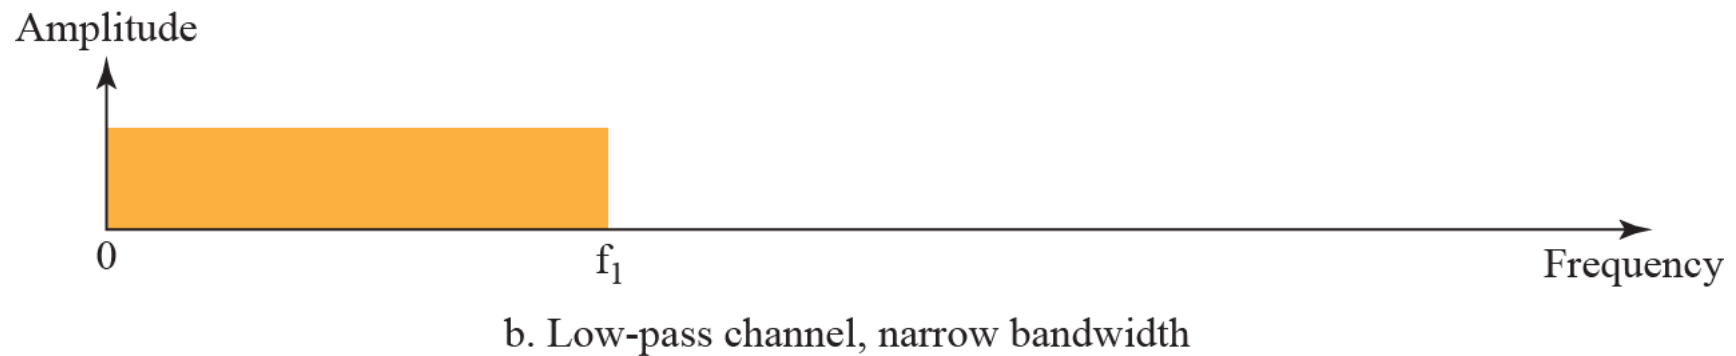 Amplitude
0
f₁
Frequency
b. Low-pass channel, narrow bandwidth